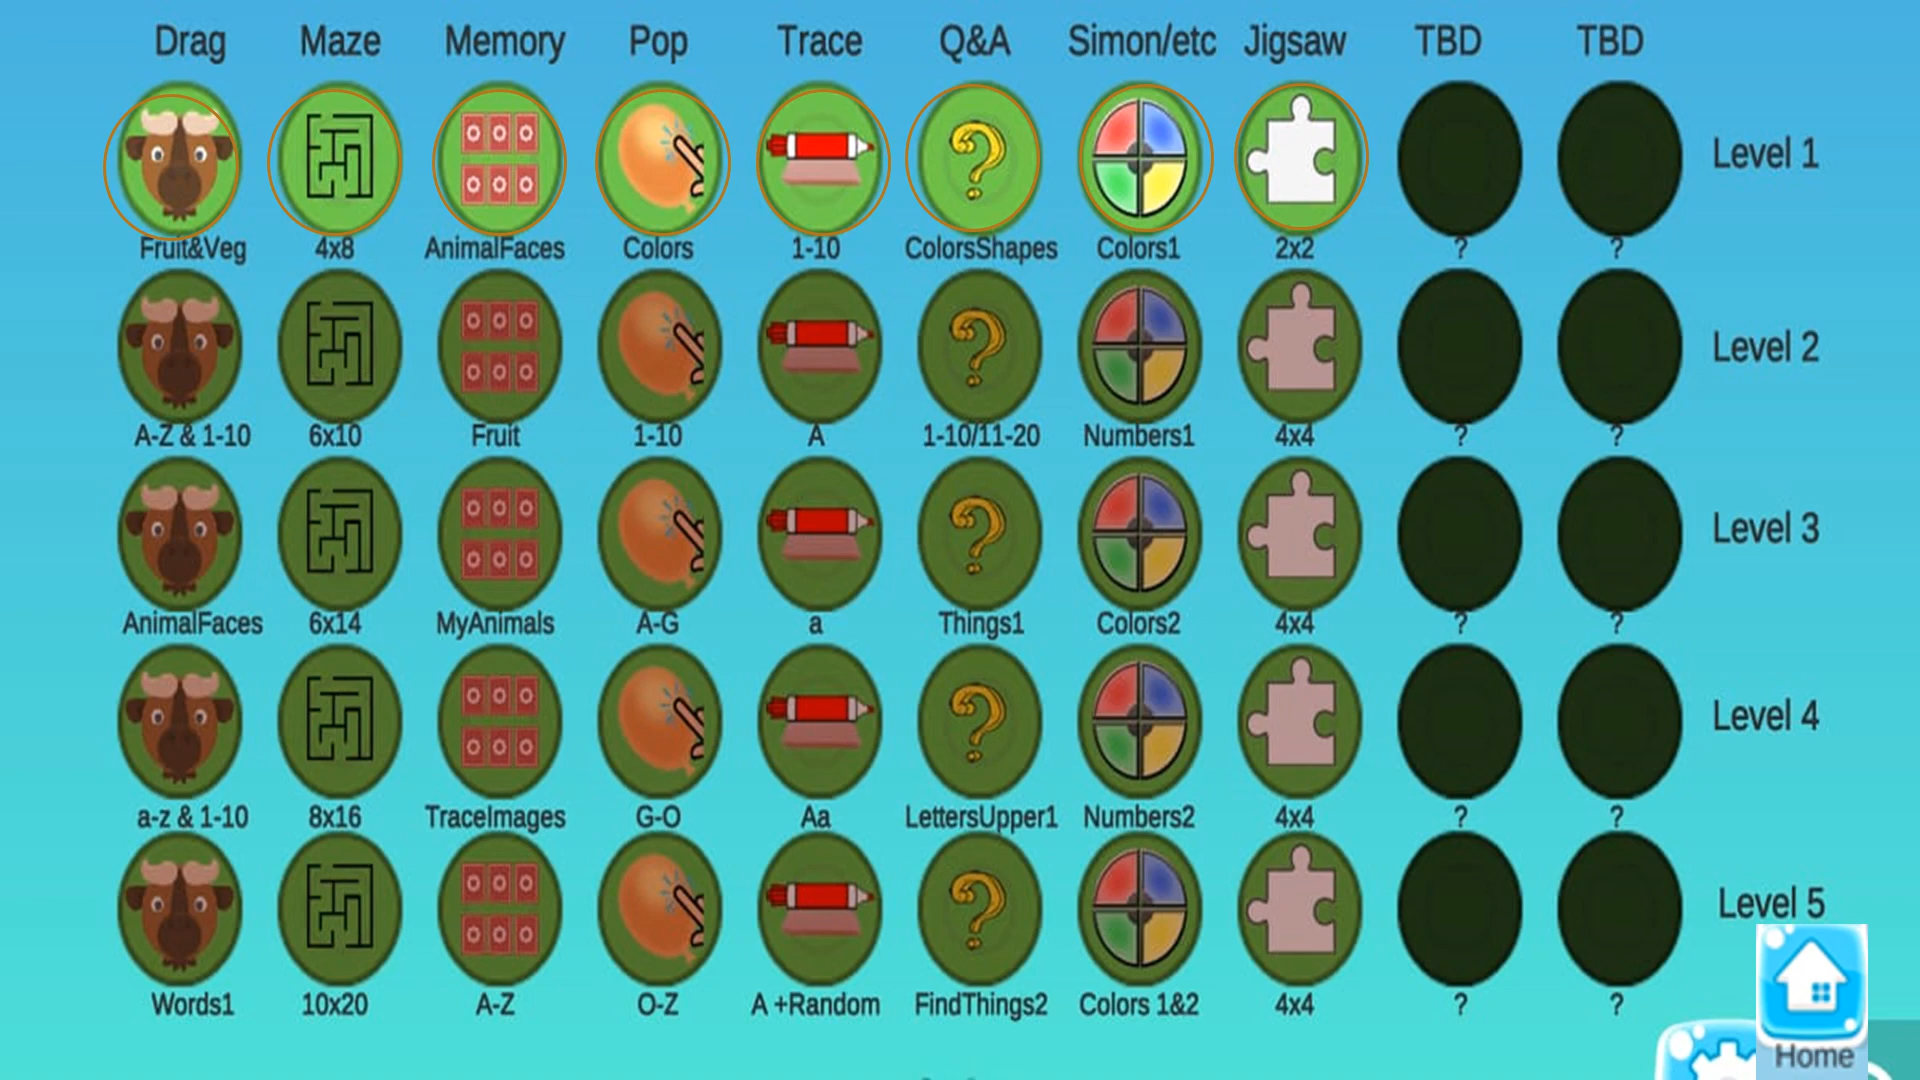 Drag Maze Memory Pop Trace Q&A Simon/etc Jigsaw TBD TBD
Level 1
Fruit&Veg 4x8 AnimalFaces Colors 1-10 ColorsShapes Colors1 2x2 ? ?
Level 2
A-Z & 1-10 6x10 Fruit 1-10 A 1-10/11-20 Numbers1 4x4 ? ?
Level 3
AnimalFaces 6x14 MyAnimals A-G a Things1 Colors2 4x4 ? ?
Level 4
a-z & 1-10 8x16 TraceImages G-O Aa LettersUpper1 Numbers2 4x4 ? ?
Level 5
Words1 10x20 A-Z O-Z A +Random FindThings2 Colors 1&2 4x4 ? ?
Home